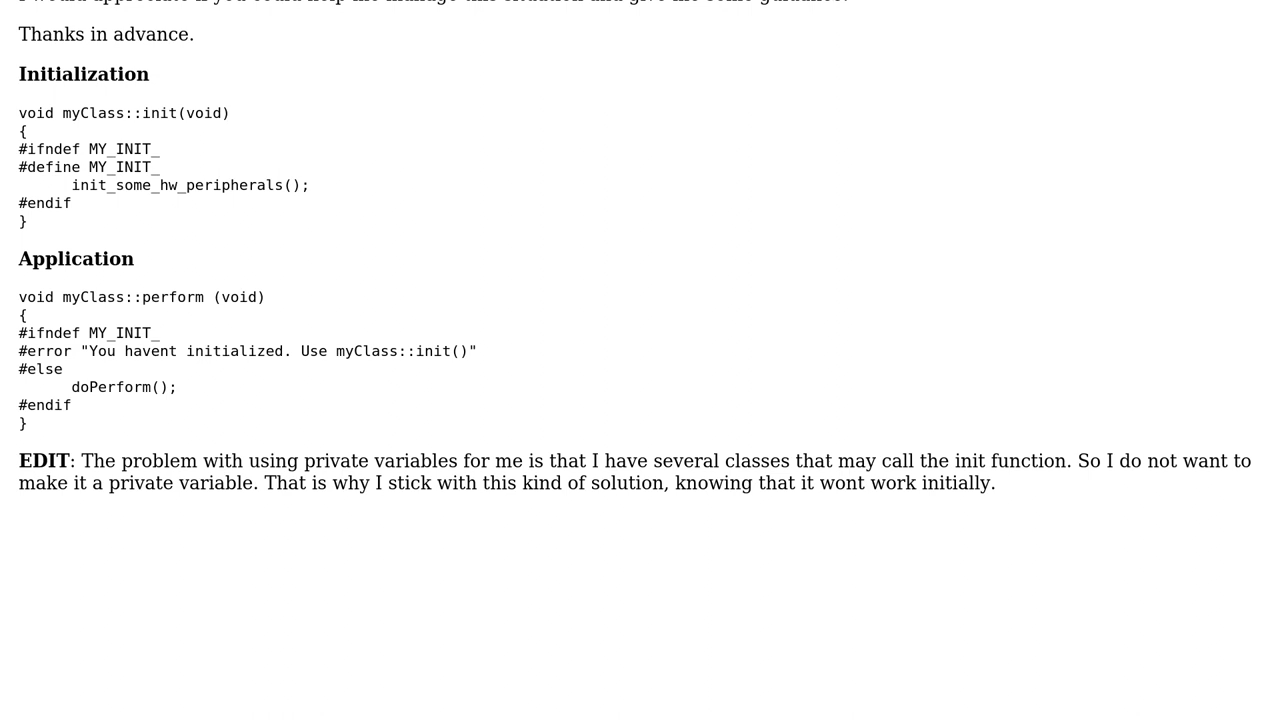 Thanks in advance.
Initialization
void myClass::init(void)
{
#ifndef MY_INIT_
#define MY_INIT_
      init_some_hw_peripherals();
#endif
}
Application
void myClass::perform (void)
{
#ifndef MY_INIT_
#error "You havent initialized. Use myClass::init()"
#else
      doPerform();
#endif
}
EDIT: The problem with using private variables for me is that I have several classes that may call the init function. So I do not want to
make it a private variable. That is why I stick with this kind of solution, knowing that it wont work initially.